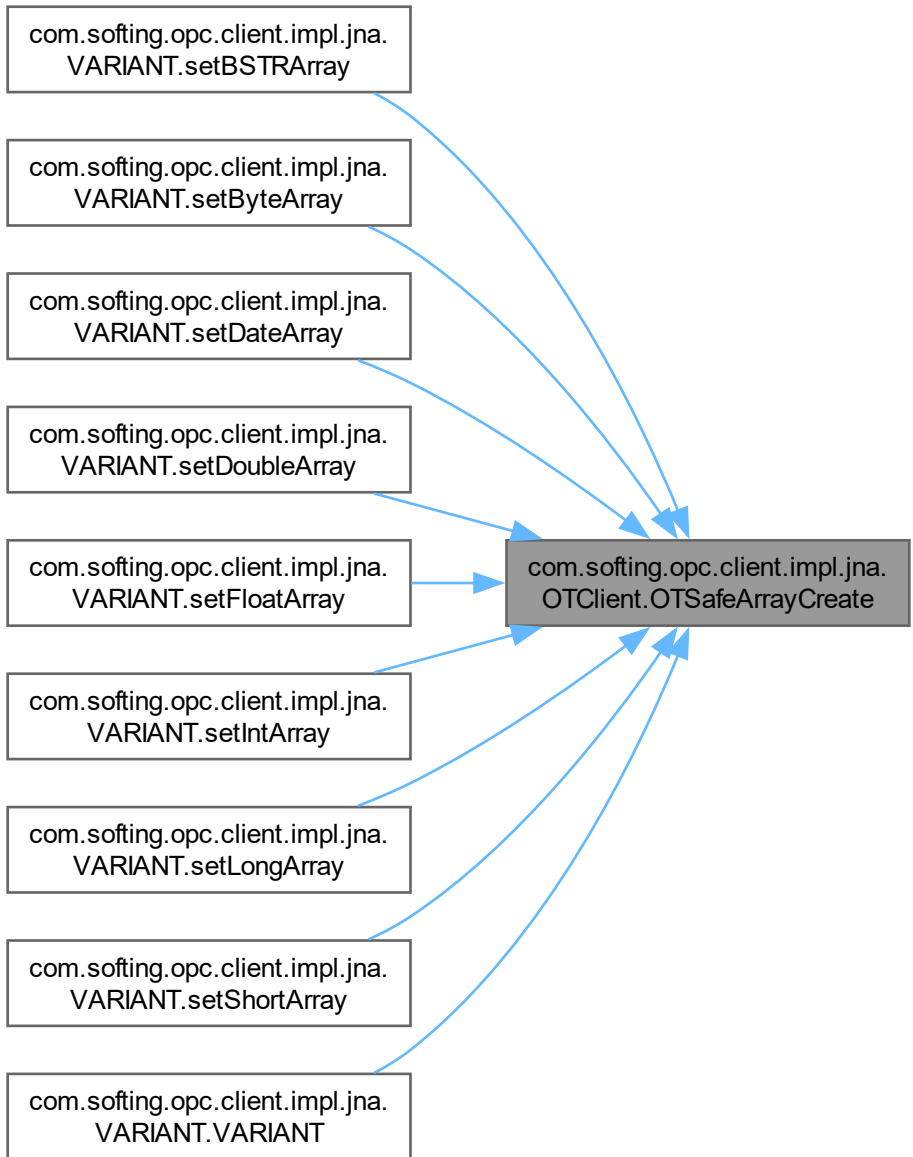 com.softing.opc.client.impl.jna.
VARIANT.setBSTRArray
com.softing.opc.client.impl.jna.
VARIANT.setByteArray
com.softing.opc.client.impl.jna.
VARIANT.setDateArray
com.softing.opc.client.impl.jna.
VARIANT.setDoubleArray
com.softing.opc.client.impl.jna.
VARIANT.setFloatArray
com.softing.opc.client.impl.jna.
OTClient.OTSafeArrayCreate
com.softing.opc.client.impl.jna.
VARIANT.setIntArray
com.softing.opc.client.impl.jna.
VARIANT.setLongArray
com.softing.opc.client.impl.jna.
VARIANT.setShortArray
com.softing.opc.client.impl.jna.
VARIANT.VARIANT